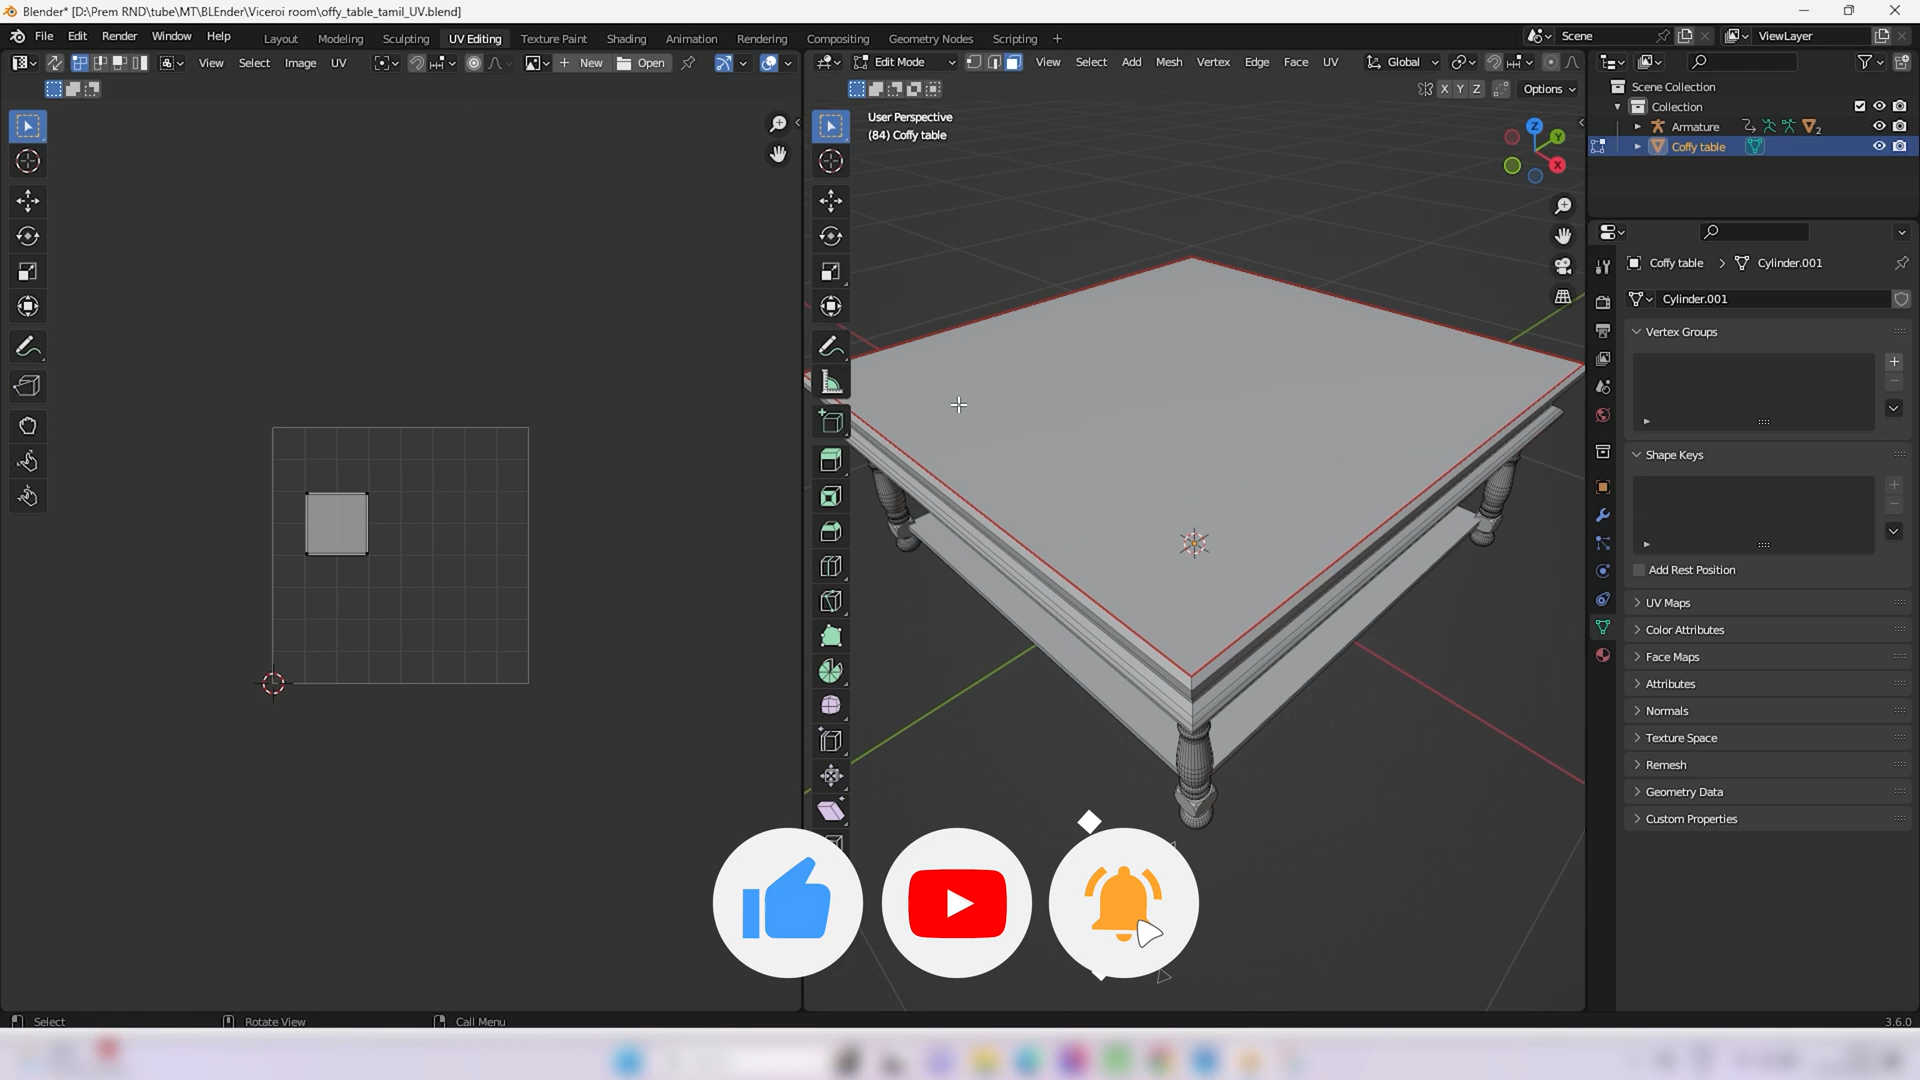 Blender* [D:\Prem RND\tube\MT\BLEnder\Viceroi room\offy_table_tamil_UV.blend]
File Edit Render Window Help Layout Modeling Sculpting UV Editing Texture Paint Shading Animation Rendering Compositing Geometry Nodes Scripting + Scene ViewLayer
View Select Image UV New Open Edit Mode View Select Add Mesh Vertex Edge Face UV Global
X Y Z Options
User Perspective
(84) Coffy table
Z Y X
Scene Collection
Collection
Armature 2
Coffy table
Coffy table > Cylinder.001
Cylinder.001
Vertex Groups
Shape Keys
Add Rest Position
UV Maps
Color Attributes
Face Maps
Attributes
Normals
Texture Space
Remesh
Geometry Data
Custom Properties
Select Rotate View Call Menu 3.6.0